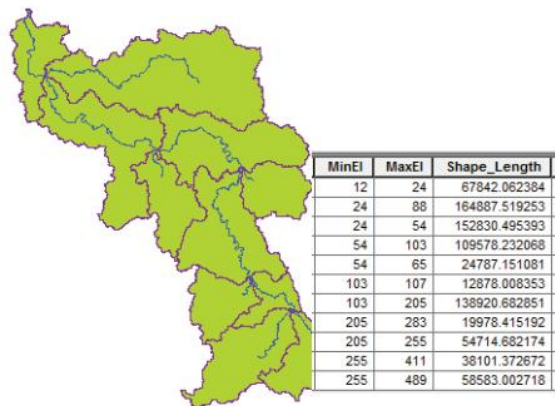 MinEl MaxEl Shape_Length
12 24 67842.062384
24 88 164887.519253
24 54 152830.495393
54 103 109578.232068
54 65 24787.151081
103 107 12878.008353
103 205 138920.682851
205 283 19978.415192
205 255 54714.682174
255 411 38101.372672
255 489 58583.002718